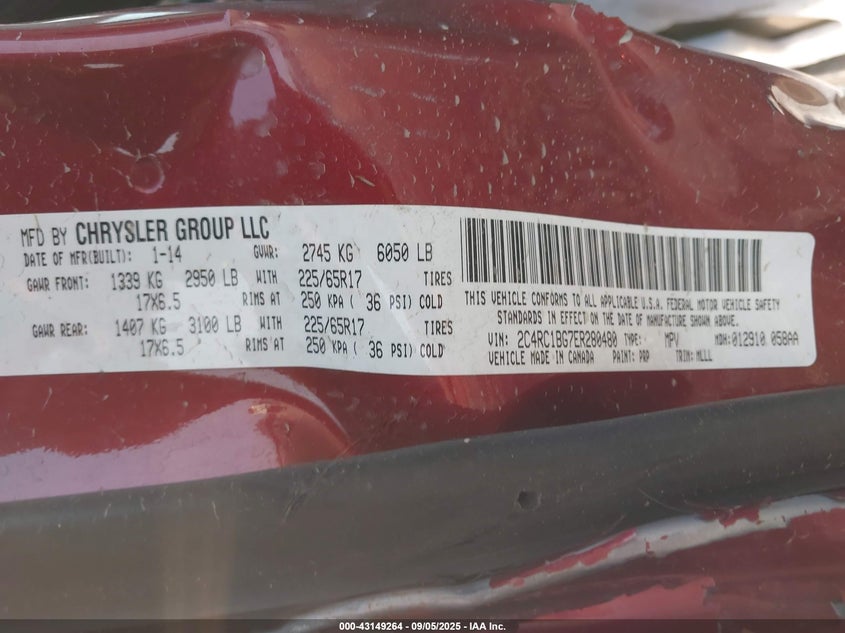 MFD BY CHRYSLER GROUP LLC
DATE OF MFR(BUILT): 1-14 GVWR: 2745 KG 6050 LB
GAWR FRONT: 1339 KG 2950 LB WITH 225/65R17 TIRES
17X6.5 RIMS AT 250 KPA ( 36 PSI) COLD
GAWR REAR: 1407 KG 3100 LB WITH 225/65R17 TIRES
17X6.5 RIMS AT 250 KPA ( 36 PSI) COLD
THIS VEHICLE CONFORMS TO ALL APPLICABLE U.S.A. FEDERAL MOTOR VEHICLE SAFETY
STANDARDS IN EFFECT ON THE DATE OF MANUFACTURE SHOWN ABOVE.
VIN: 2C4RC1BG7ER280480 TYPE: MPV MDH:012910 058AA
VEHICLE MADE IN CANADA PAINT: PRP TRIM: MLLL
000-43149264 - 09/05/2025 - IAA Inc.